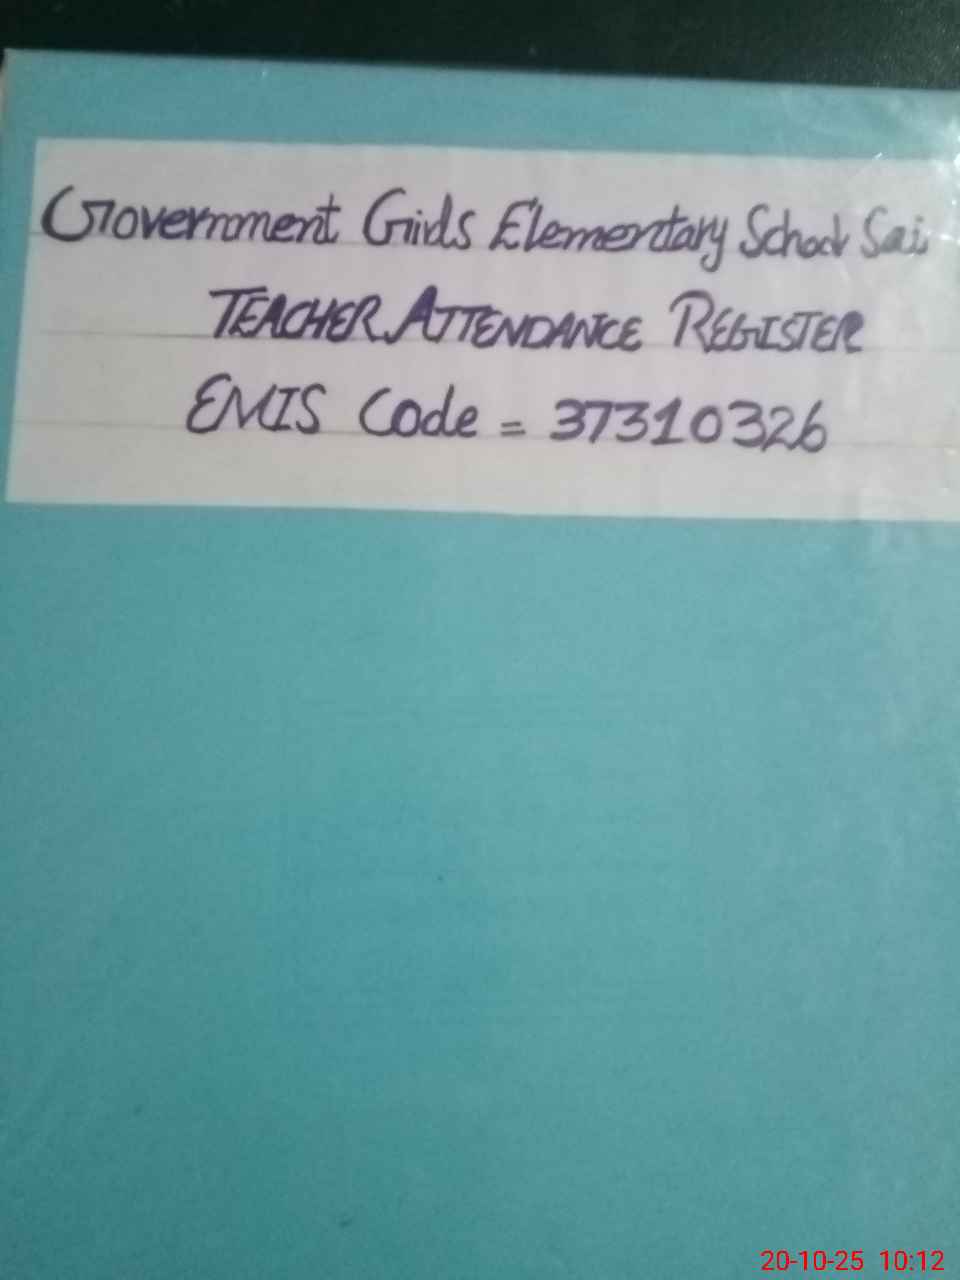 Government Girls Elementary School Sai
TEACHER ATTENDANCE REGISTER
EMIS Code = 37310326
20-10-25 10:12